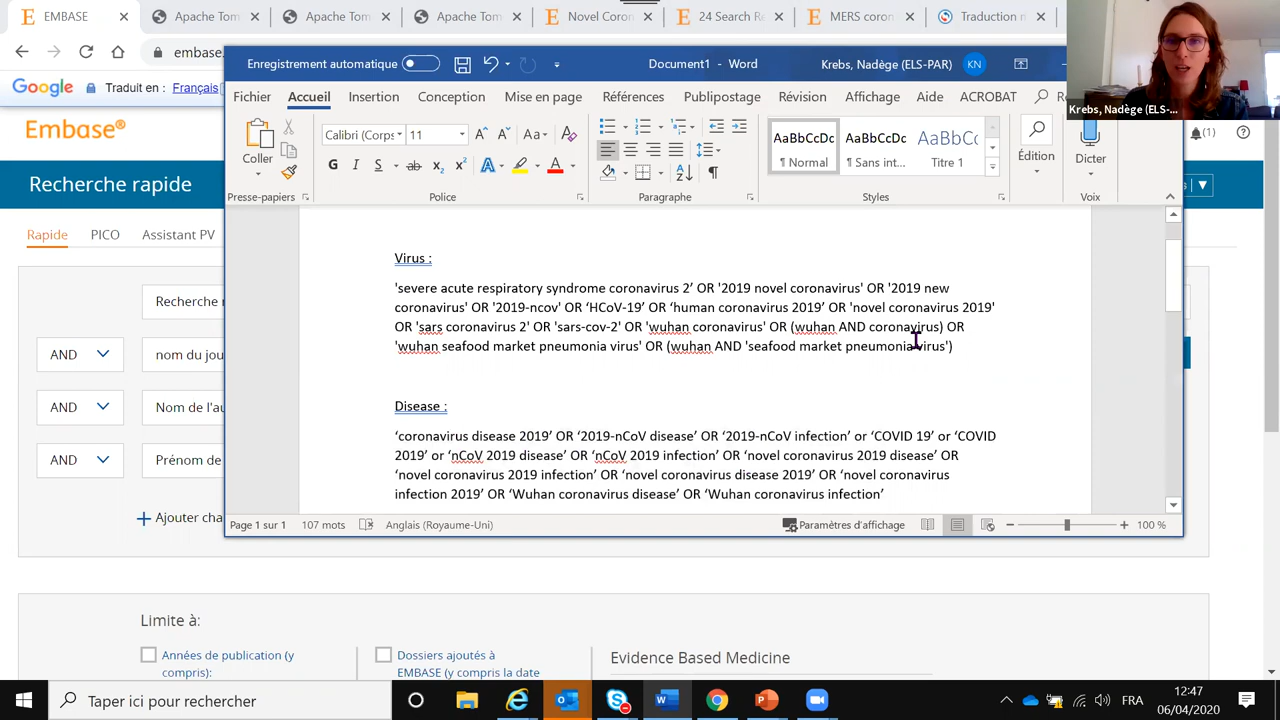 EMBASE
Apache Tom
Apache Tom
Apache Tom
Novel Coron
24 Search R
MERS coron
Traduction m
embase.
Google
Traduit en :
Français
Embase®
Recherche rapide
(1)
Rapide
PICO
Assistant PV
Recherche
AND
nom du jou
AND
Nom de l'au
AND
Prénom de
Ajouter cha
Limite à:
Années de publication (y
compris):
Dossiers ajoutés à
EMBASE (y compris la date
Evidence Based Medicine
Enregistrement automatique
Document1 - Word
Krebs, Nadège (ELS-PAR)
KN
Fichier
Accueil
Insertion
Conception
Mise en page
Références
Publipostage
Révision
Affichage
Aide
ACROBAT
Coller
Presse-papiers
Calibri (Corps
11
Aa
G I S ab x₂ x²
Police
Paragraphe
AaBbCcDc
¶ Normal
AaBbCcDc
¶ Sans int...
AaBbCc
Titre 1
Styles
Édition
Dicter
Voix
Virus :
'severe acute respiratory syndrome coronavirus 2’ OR '2019 novel coronavirus' OR '2019 new
coronavirus' OR '2019-ncov' OR ‘HCoV-19’ OR ‘human coronavirus 2019’ OR 'novel coronavirus 2019'
OR 'sars coronavirus 2' OR 'sars-cov-2' OR 'wuhan coronavirus' OR (wuhan AND coronavirus) OR
'wuhan seafood market pneumonia virus' OR (wuhan AND 'seafood market pneumonia virus')
Disease :
‘coronavirus disease 2019’ OR ‘2019-nCoV disease’ OR ‘2019-nCoV infection’ or ‘COVID 19’ or ‘COVID
2019’ or ‘nCoV 2019 disease’ OR ‘nCoV 2019 infection’ OR ‘novel coronavirus 2019 disease’ OR
‘novel coronavirus 2019 infection’ OR ‘novel coronavirus disease 2019’ OR ‘novel coronavirus
infection 2019’ OR ‘Wuhan coronavirus disease’ OR ‘Wuhan coronavirus infection’
Page 1 sur 1
107 mots
Anglais (Royaume-Uni)
Paramètres d'affichage
100 %
Krebs, Nadège (ELS-...
Taper ici pour rechercher
FRA
12:47
06/04/2020